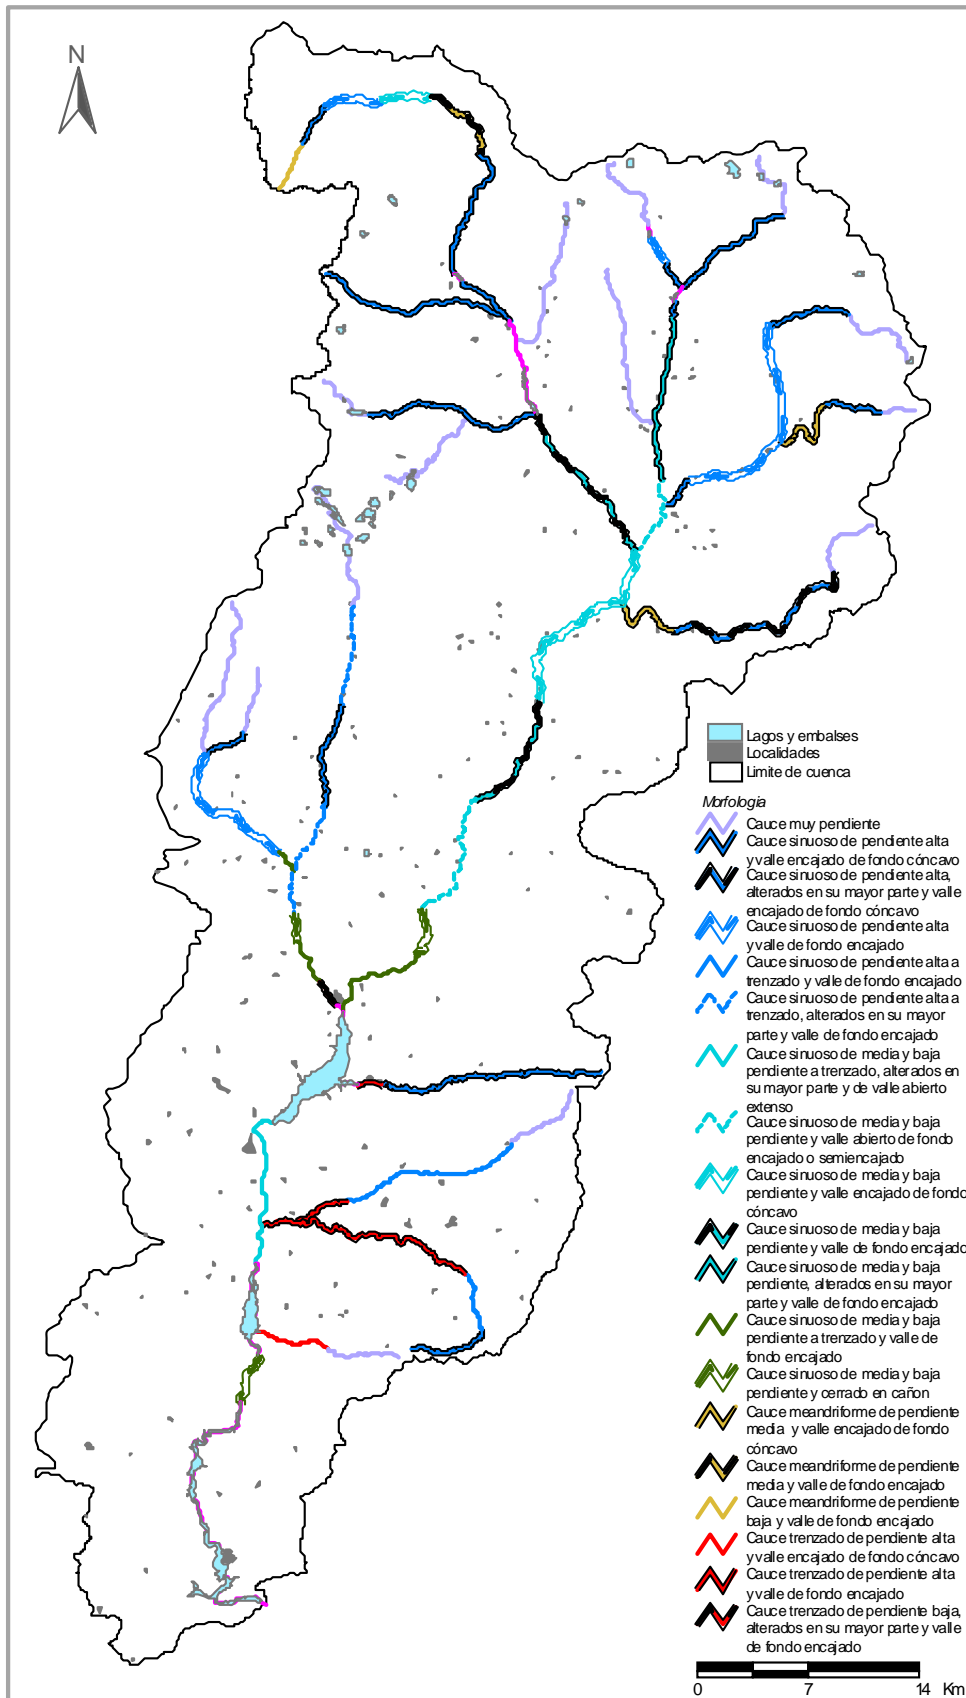 N
Lagos y embalses
Localidades
Limite de cuenca
Morfologia
Cauce muy pendiente
Cauce sinuoso de pendiente alta
y valle encajado de fondo cóncavo
Cauce sinuoso de pendiente alta,
alterados en su mayor parte y valle
encajado de fondo cóncavo
Cauce sinuoso de pendiente alta
y valle de fondo encajado
Cauce sinuoso de pendiente alta a
trenzado y valle de fondo encajado
Cauce sinuoso de pendiente alta a
trenzado, alterados en su mayor
parte y valle de fondo encajado
Cauce sinuoso de media y baja
pendiente a trenzado, alterados en
su mayor parte y de valle abierto
extenso
Cauce sinuoso de media y baja
pendiente y valle abierto de fondo
encajado o semiencajado
Cauce sinuoso de media y baja
pendiente y valle encajado de fondo
cóncavo
Cauce sinuoso de media y baja
pendiente y valle de fondo encajado
Cauce sinuoso de media y baja
pendiente, alterados en su mayor
parte y valle de fondo encajado
Cauce sinuoso de media y baja
pendiente a trenzado y valle de
fondo encajado
Cauce sinuoso de media y baja
pendiente y cerrado en cañon
Cauce meandriforme de pendiente
media y valle encajado de fondo
cóncavo
Cauce meandriforme de pendiente
media y valle de fondo encajado
Cauce meandriforme de pendiente
baja y valle de fondo encajado
Cauce trenzado de pendiente alta
y valle encajado de fondo cóncavo
Cauce trenzado de pendiente alta
y valle de fondo encajado
Cauce trenzado de pendiente baja,
alterados en su mayor parte y valle
de fondo encajado
0 7 14 Km